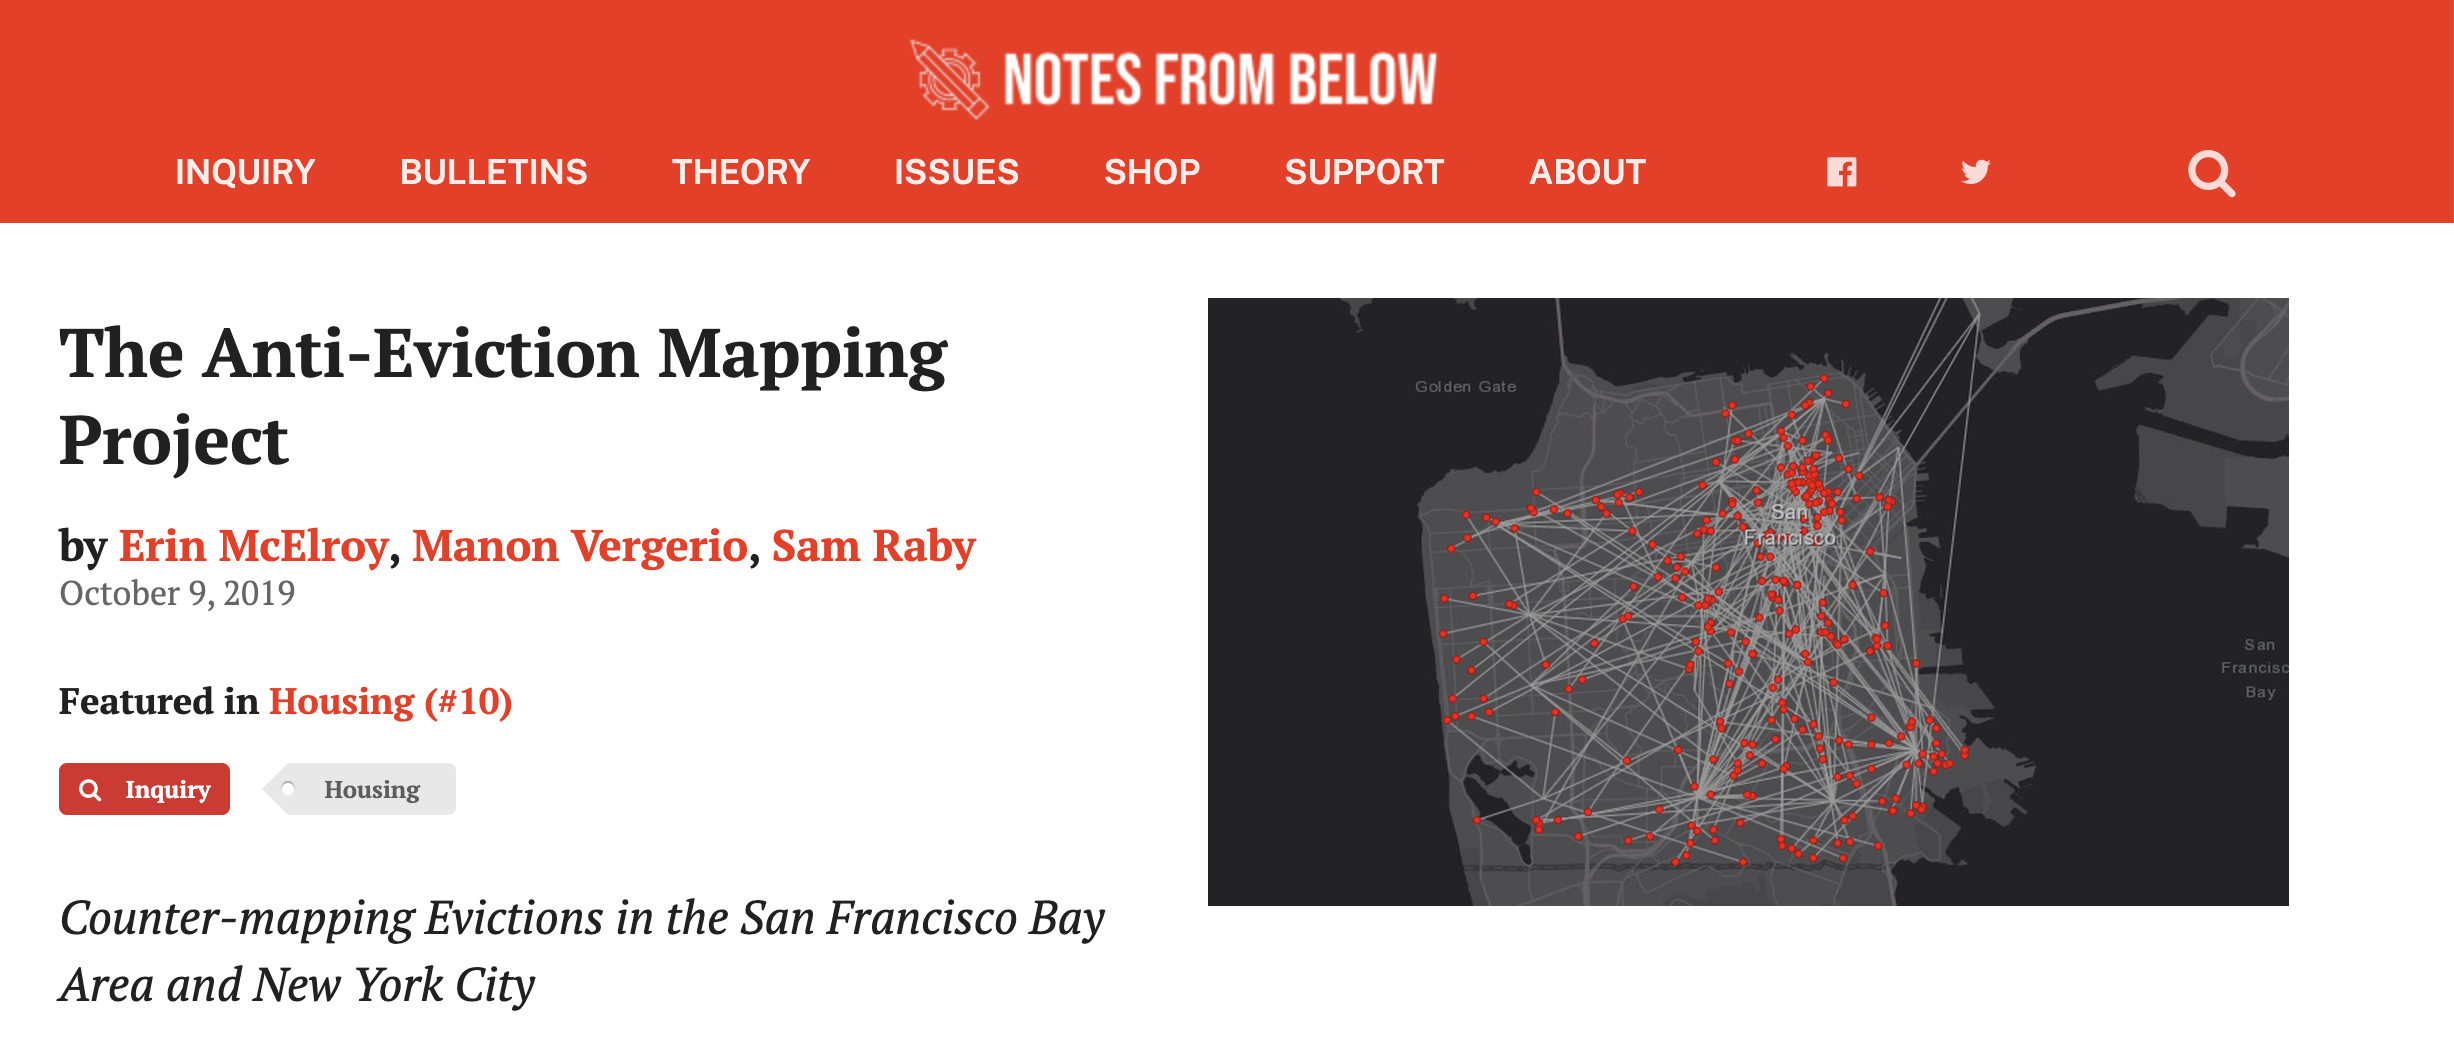 NOTES FROM BELOW
INQUIRY BULLETINS THEORY ISSUES SHOP SUPPORT ABOUT
The Anti-Eviction Mapping
Project
by Erin McElroy, Manon Vergerio, Sam Raby
October 9, 2019
Featured in Housing (#10)
Inquiry Housing
Counter-mapping Evictions in the San Francisco Bay
Area and New York City
Golden Gate
San
Francisco
San
Francisc
Bay